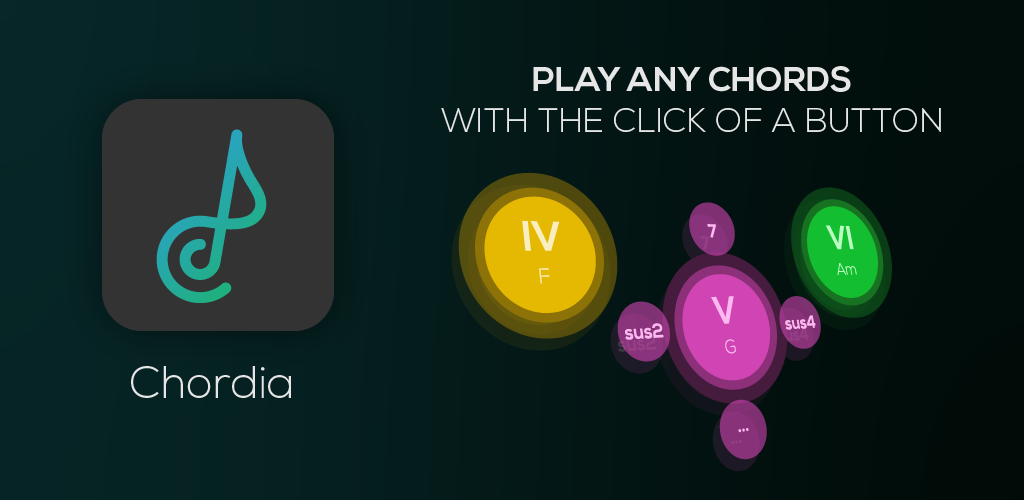 PLAY ANY CHORDS
WITH THE CLICK OF A BUTTON
IV
F
7
VI
Am
sus2
V
G
sus4
...
Chordia